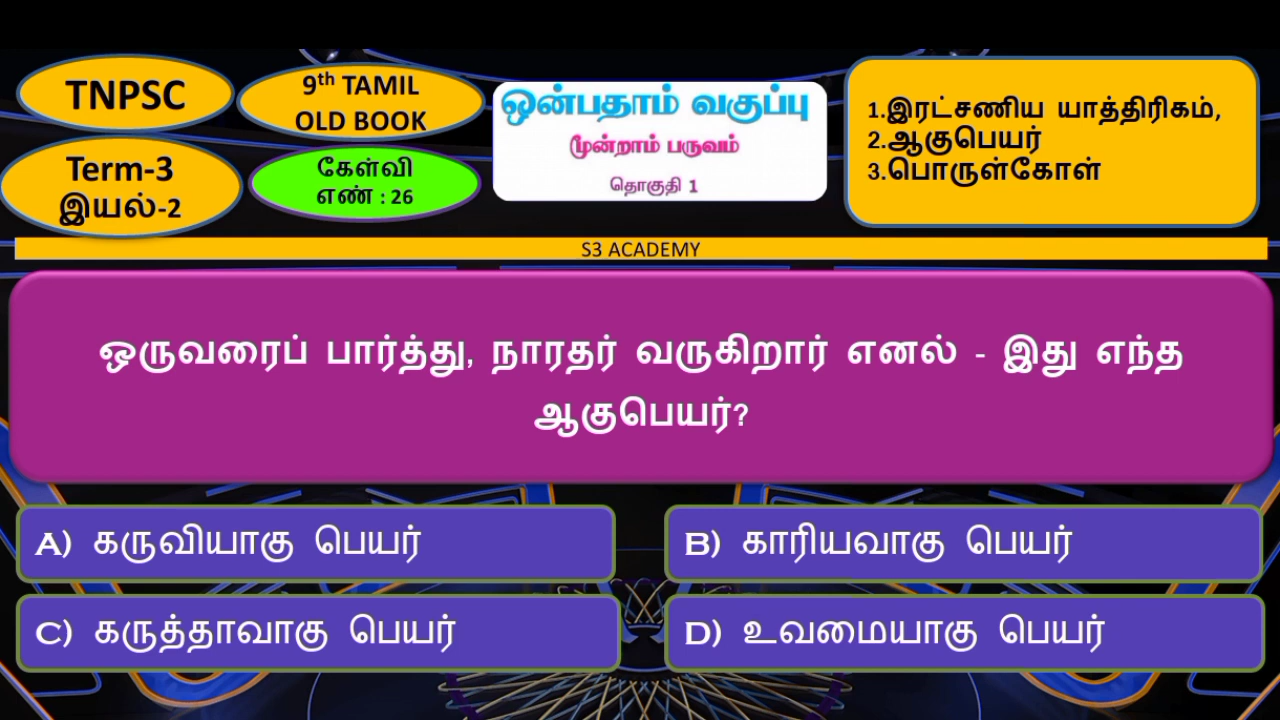 TNPSC
9th TAMIL
OLD BOOK
Term-3
இயல்-2
கேள்வி
எண் : 26
ஒன்பதாம் வகுப்பு
மூன்றாம் பருவம்
தொகுதி 1
1.இரட்சணிய யாத்திரிகம்,
2.ஆகுபெயர்
3.பொருள்கோள்
S3 ACADEMY
ஒருவரைப் பார்த்து, நாரதர் வருகிறார் எனல் - இது எந்த
ஆகுபெயர்?
A) கருவியாகு பெயர்
B) காரியவாகு பெயர்
C) கருத்தாவாகு பெயர்
D) உவமையாகு பெயர்